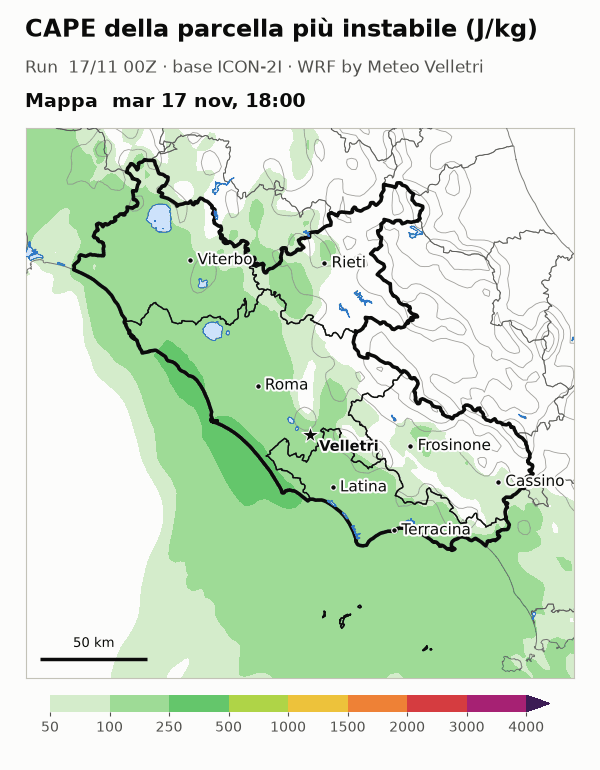 CAPE della parcella più instabile (J/kg)
Run  17/11 00Z · base ICON-2I · WRF by Meteo Velletri
Mappa  mar 17 nov, 18:00
Viterbo
Rieti
Roma
Velletri
Frosinone
Cassino
Latina
Terracina
50 km
50 100 250 500 1000 1500 2000 3000 4000